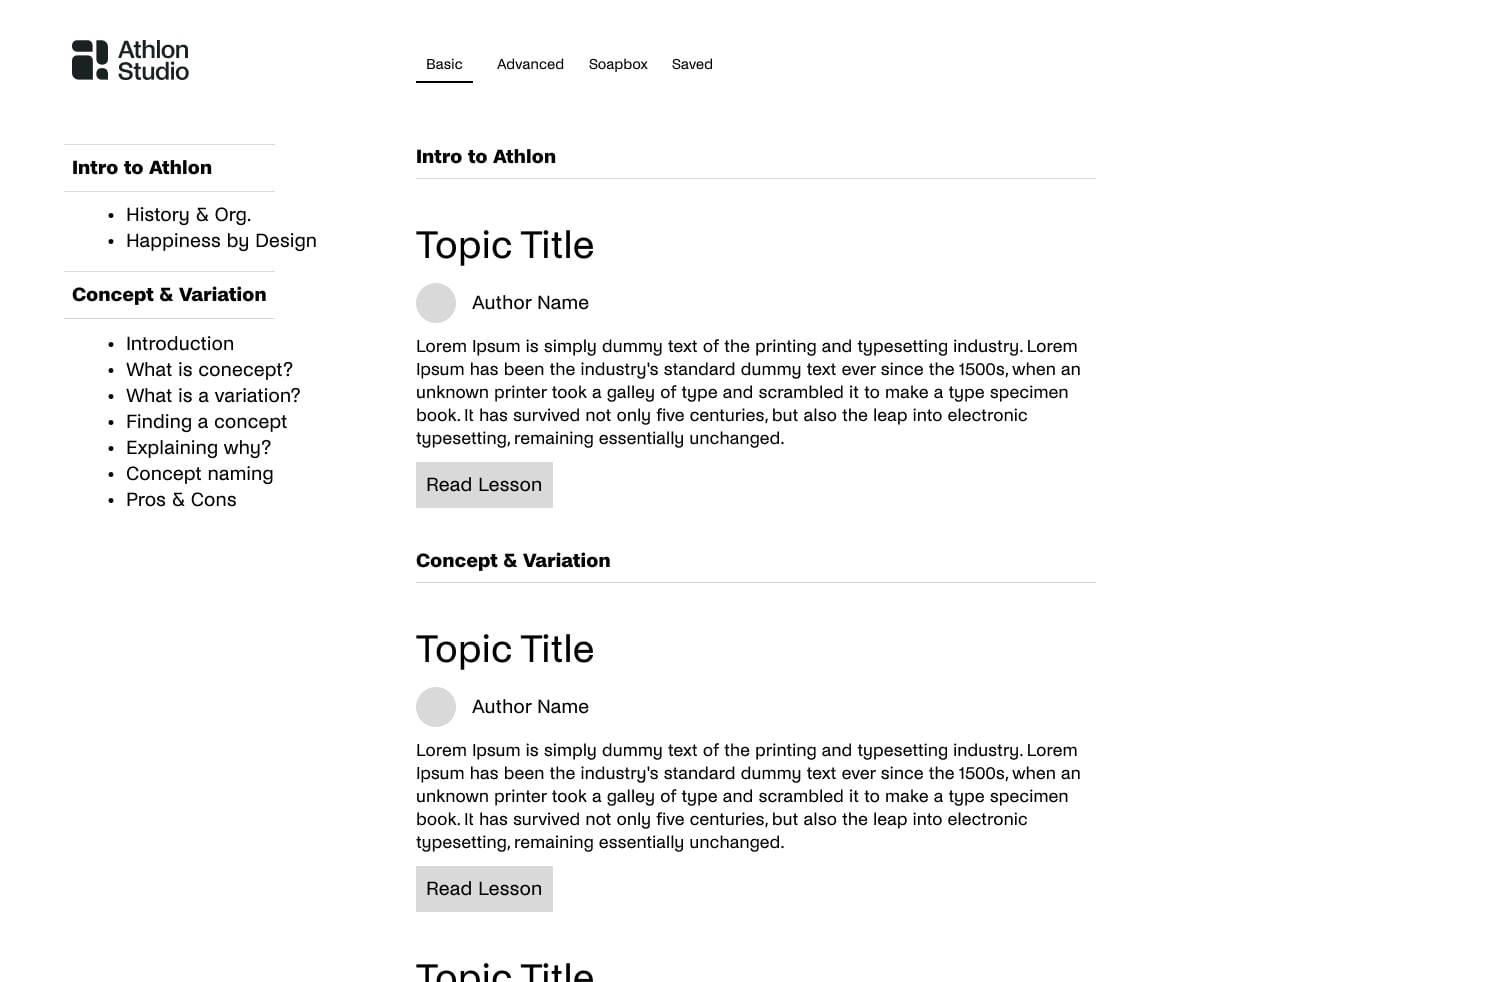 Athlon
Studio
Basic
Advanced
Soapbox
Saved
Intro to Athlon
• History & Org.
• Happiness by Design
Concept & Variation
• Introduction
• What is conecept?
• What is a variation?
• Finding a concept
• Explaining why?
• Concept naming
• Pros & Cons
Intro to Athlon
Topic Title
Author Name
Lorem Ipsum is simply dummy text of the printing and typesetting industry. Lorem
Ipsum has been the industry's standard dummy text ever since the 1500s, when an
unknown printer took a galley of type and scrambled it to make a type specimen
book. It has survived not only five centuries, but also the leap into electronic
typesetting, remaining essentially unchanged.
Read Lesson
Concept & Variation
Topic Title
Author Name
Lorem Ipsum is simply dummy text of the printing and typesetting industry. Lorem
Ipsum has been the industry's standard dummy text ever since the 1500s, when an
unknown printer took a galley of type and scrambled it to make a type specimen
book. It has survived not only five centuries, but also the leap into electronic
typesetting, remaining essentially unchanged.
Read Lesson
Topic Title